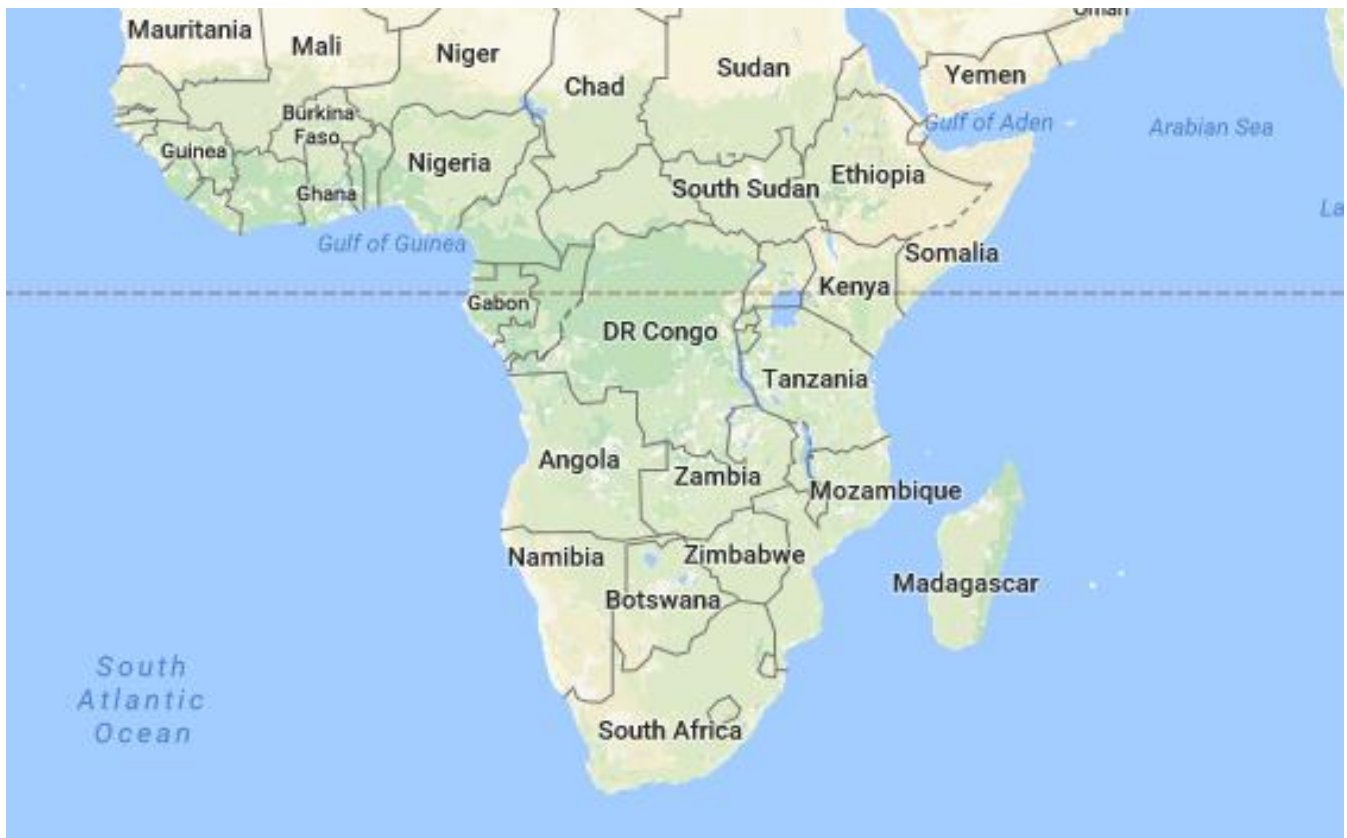 Oman
Mauritania
Mali
Niger
Chad
Sudan
Yemen
Burkina
Faso
Gulf of Aden
Arabian Sea
Guinea
Nigeria
Ghana
South Sudan
Ethiopia
La
Gulf of Guinea
Somalia
Kenya
Gabon
DR Congo
Tanzania
Angola
Zambia
Mozambique
Namibia
Zimbabwe
Madagascar
Botswana
South
Atlantic
Ocean
South Africa